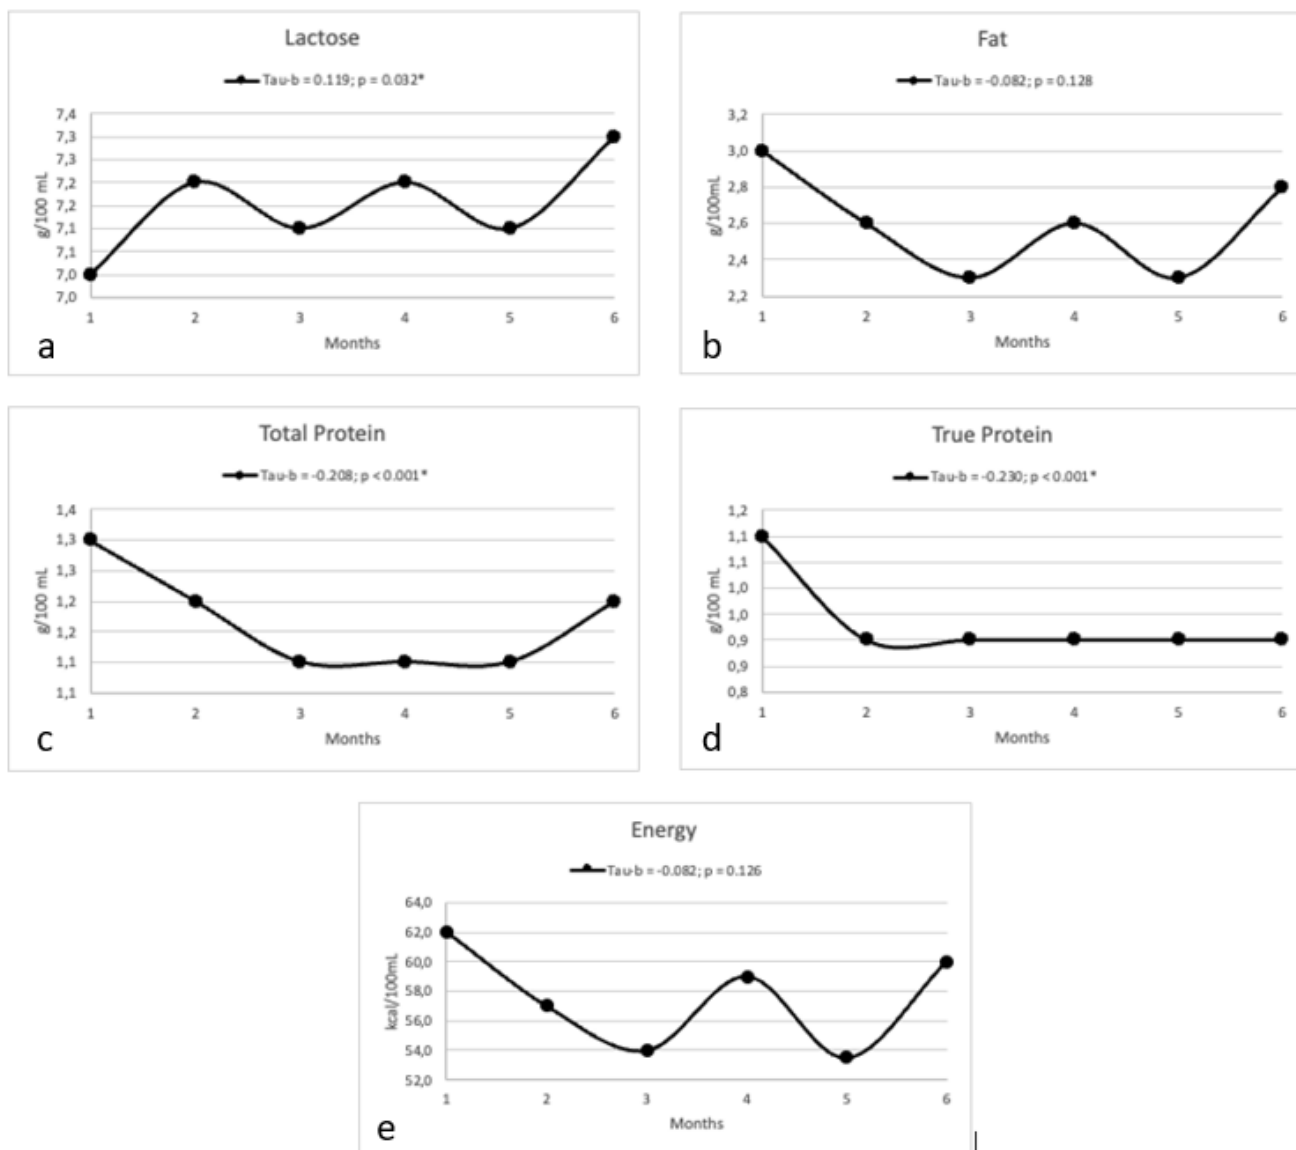 Lactose
Tau-b = 0.119; p = 0.032*
7,4
7,3
7,3
7,2
7,2
7,1
7,1
7,0
7,0
g/100 mL
1 2 3 4 5 6
Months
a
Fat
Tau-b = -0.082; p = 0.128
3,2
3,0
2,8
2,6
2,4
2,2
g/100mL
1 2 3 4 5 6
Months
b
Total Protein
Tau-b = -0.208; p < 0.001*
1,4
1,3
1,3
1,2
1,2
1,1
1,1
g/100 mL
1 2 3 4 5 6
Months
c
True Protein
Tau-b = -0.230; p < 0.001*
1,2
1,1
1,1
1,0
1,0
0,9
0,9
0,8
g/100 mL
1 2 3 4 5 6
Months
d
Energy
Tau-b = -0.082; p = 0.126
64,0
62,0
60,0
58,0
56,0
54,0
52,0
kcal/100mL
1 2 3 4 5 6
Months
e